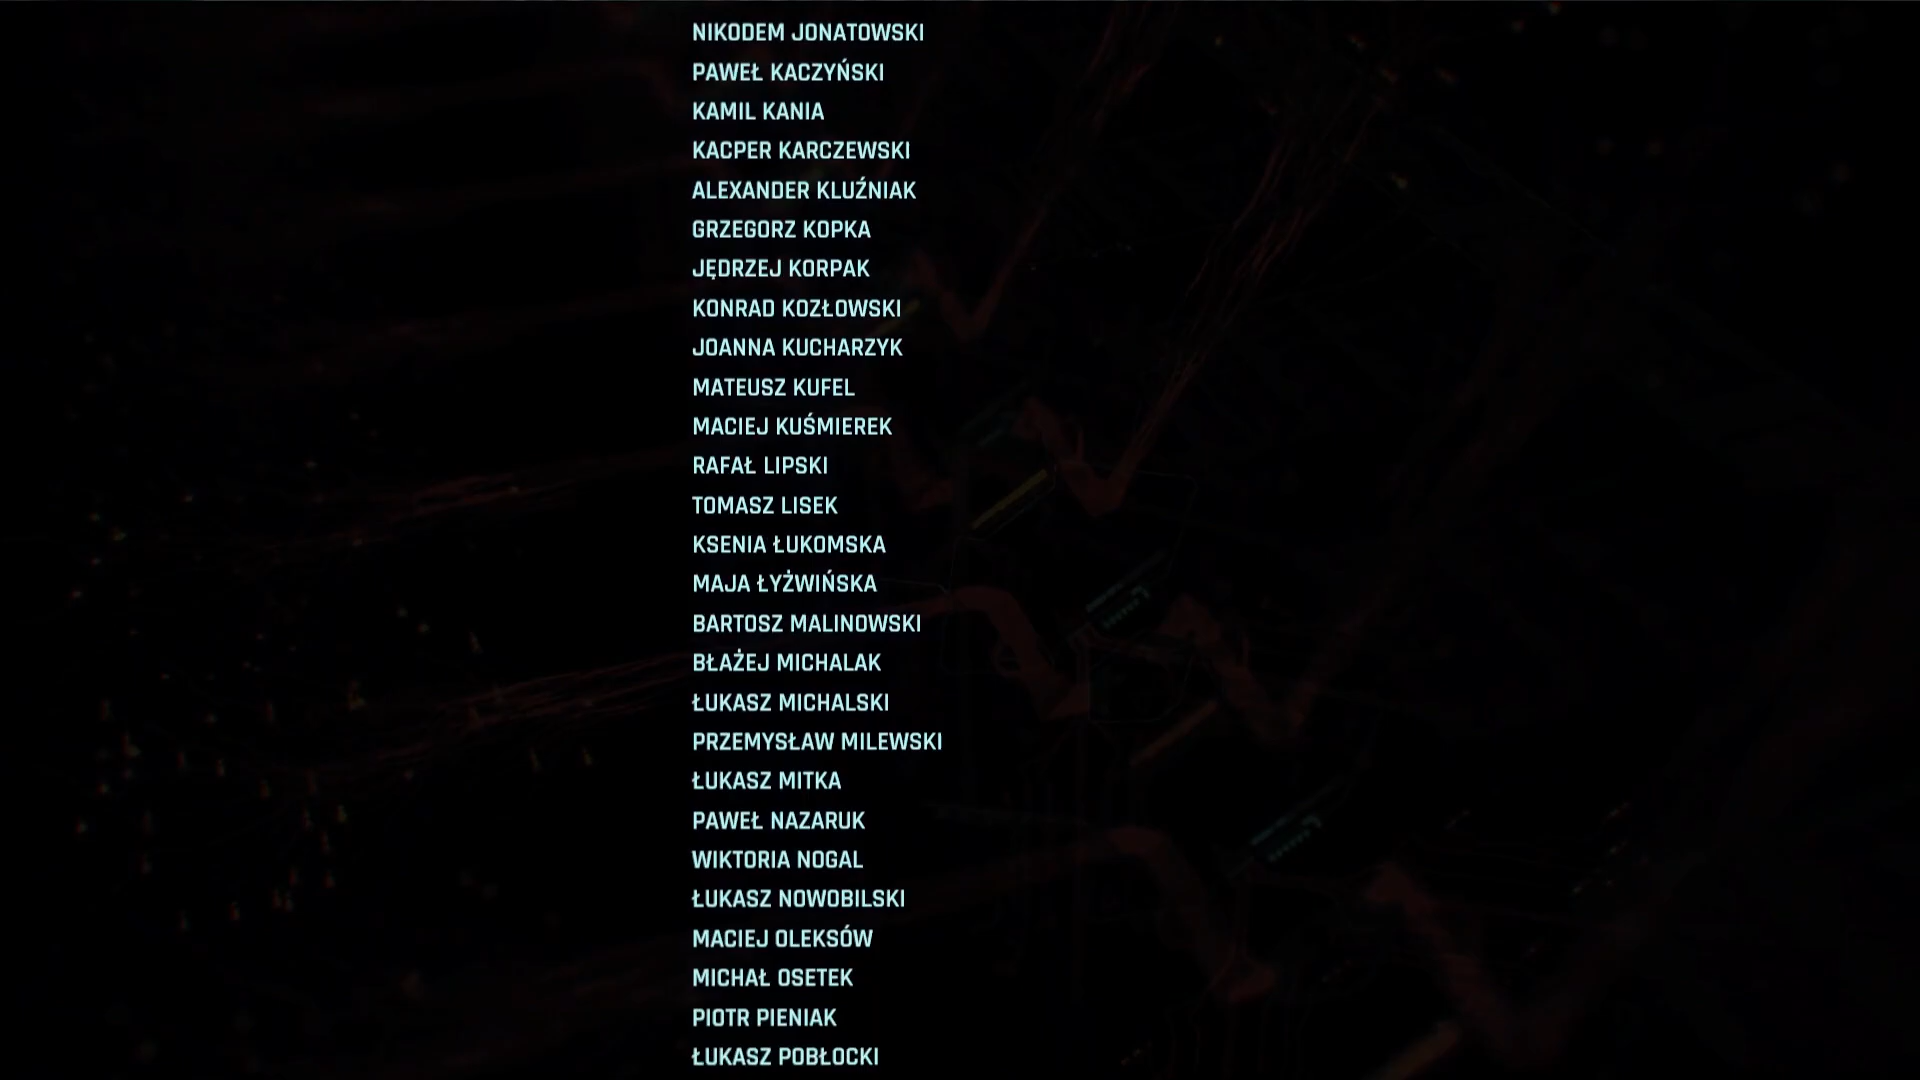 NIKODEM JONATOWSKI
PAWEŁ KACZYŃSKI
KAMIL KANIA
KACPER KARCZEWSKI
ALEXANDER KLUŹNIAK
GRZEGORZ KOPKA
JĘDRZEJ KORPAK
KONRAD KOZŁOWSKI
JOANNA KUCHARZYK
MATEUSZ KUFEL
MACIEJ KUŚMIEREK
RAFAŁ LIPSKI
TOMASZ LISEK
KSENIA ŁUKOMSKA
MAJA ŁYŻWIŃSKA
BARTOSZ MALINOWSKI
BŁAŻEJ MICHALAK
ŁUKASZ MICHALSKI
PRZEMYSŁAW MILEWSKI
ŁUKASZ MITKA
PAWEŁ NAZARUK
WIKTORIA NOGAL
ŁUKASZ NOWOBILSKI
MACIEJ OLEKSÓW
MICHAŁ OSETEK
PIOTR PIENIAK
ŁUKASZ POBŁOCKI